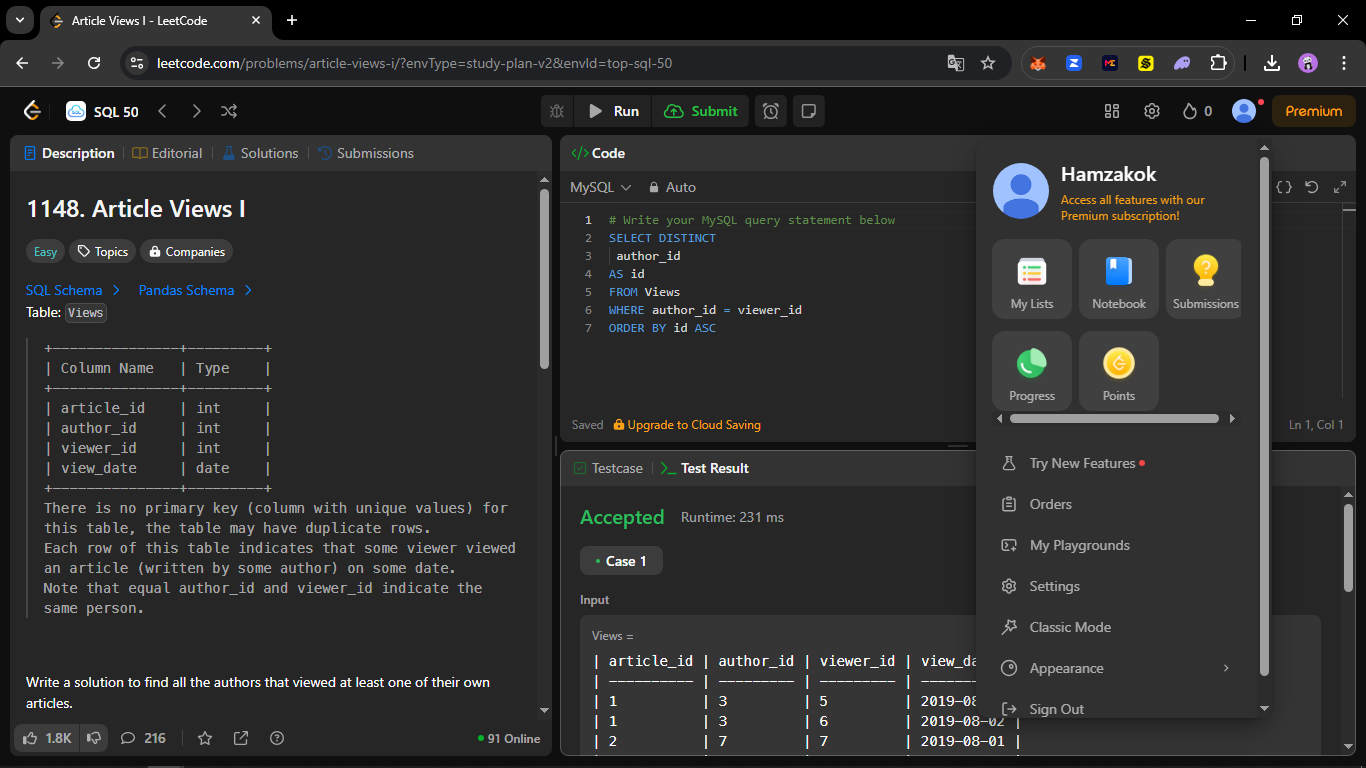 Article Views I - LeetCode
leetcode.com/problems/article-views-i/?envType=study-plan-v2&envId=top-sql-50
SQL 50
Run
Submit
0
Premium
Description
Editorial
Solutions
Submissions
1148. Article Views I
Easy
Topics
Companies
SQL Schema
Pandas Schema
Table: Views
+---------------+---------+
| Column Name   | Type    |
+---------------+---------+
| article_id    | int     |
| author_id     | int     |
| viewer_id     | int     |
| view_date     | date    |
+---------------+---------+
There is no primary key (column with unique values) for
this table, the table may have duplicate rows.
Each row of this table indicates that some viewer viewed
an article (written by some author) on some date.
Note that equal author_id and viewer_id indicate the
same person.
Write a solution to find all the authors that viewed at least one of their own
articles.
1.8K
216
91 Online
</> Code
MySQL
Auto
1 # Write your MySQL query statement below
2 SELECT DISTINCT
3  author_id
4 AS id
5 FROM Views
6 WHERE author_id = viewer_id
7 ORDER BY id ASC
Saved
Upgrade to Cloud Saving
Ln 1, Col 1
Testcase
Test Result
Accepted
Runtime: 231 ms
Case 1
Input
Views =
| article_id | author_id | viewer_id | view_da
| ---------- | --------- | --------- | ------
| 1 | 3 | 5 | 2019-08
| 1 | 3 | 6 | 2019-08-02 |
| 2 | 7 | 7 | 2019-08-01 |
Hamzakok
Access all features with our
Premium subscription!
My Lists
Notebook
Submissions
Progress
Points
Try New Features
Orders
My Playgrounds
Settings
Classic Mode
Appearance
Sign Out